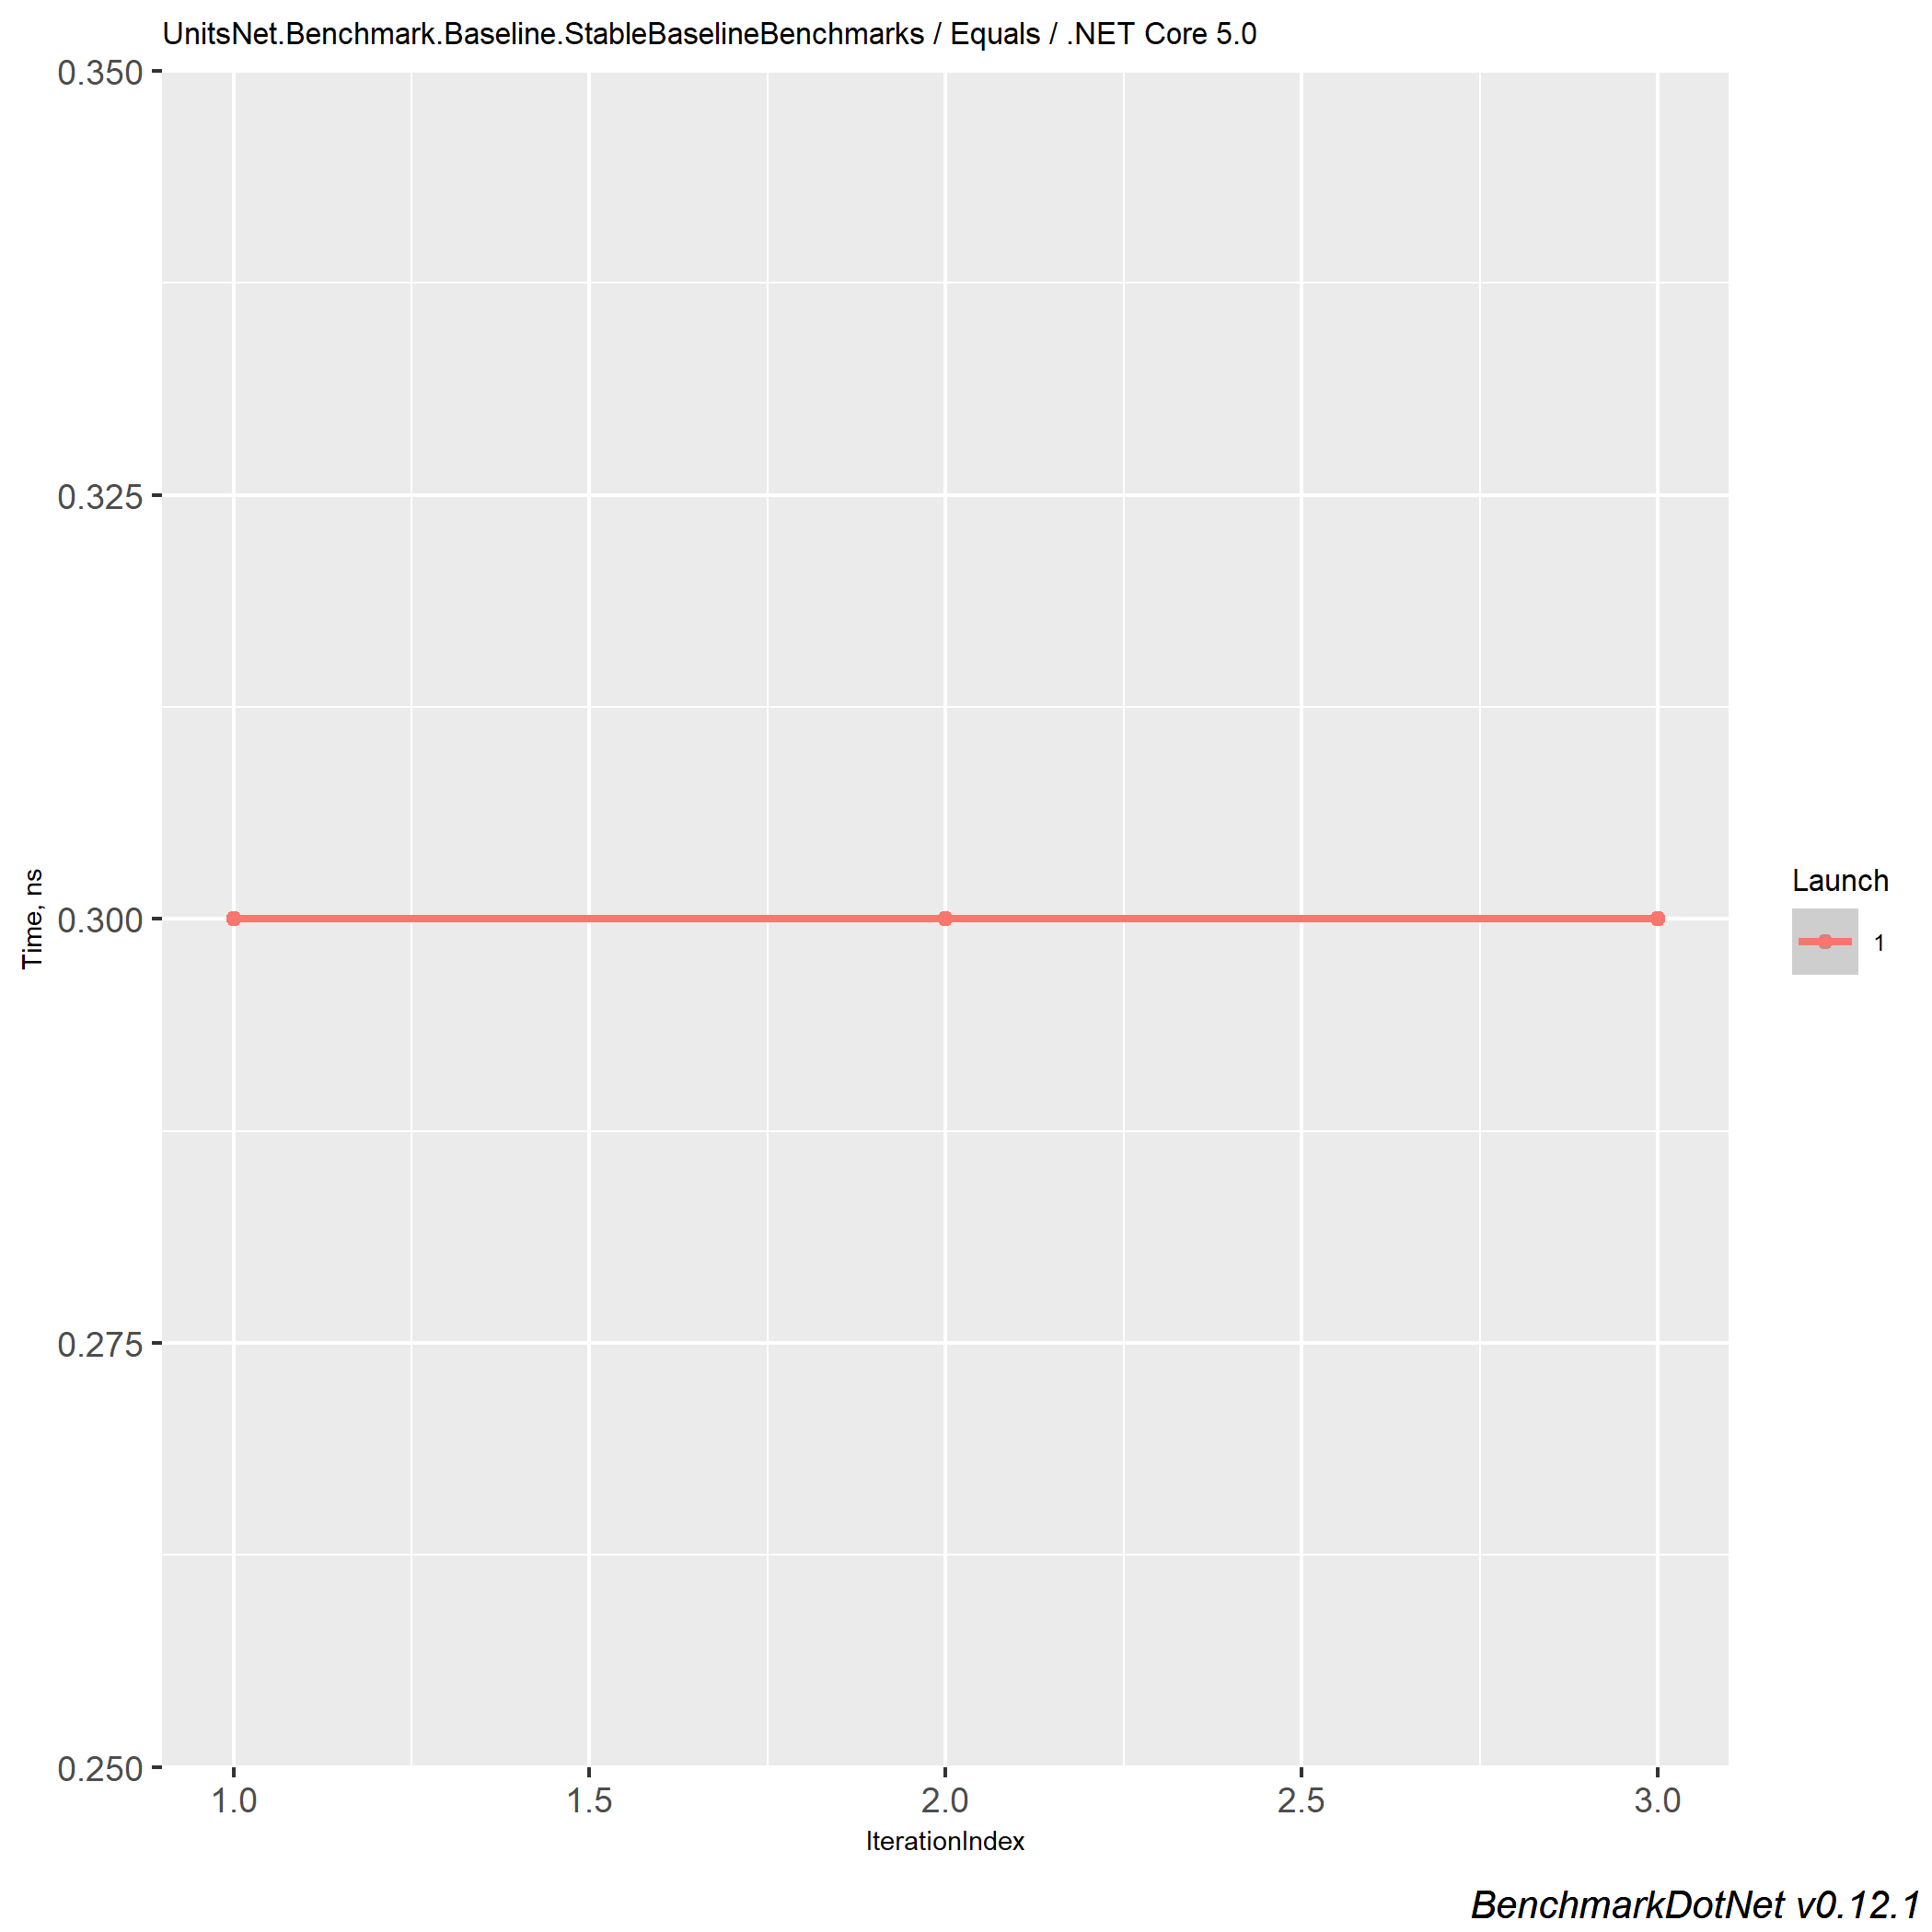 UnitsNet.Benchmark.Baseline.StableBaselineBenchmarks / Equals / .NET Core 5.0
0.350
0.325
0.300
0.275
0.250
Time, ns
1.0 1.5 2.0 2.5 3.0
IterationIndex
Launch
1
BenchmarkDotNet v0.12.1